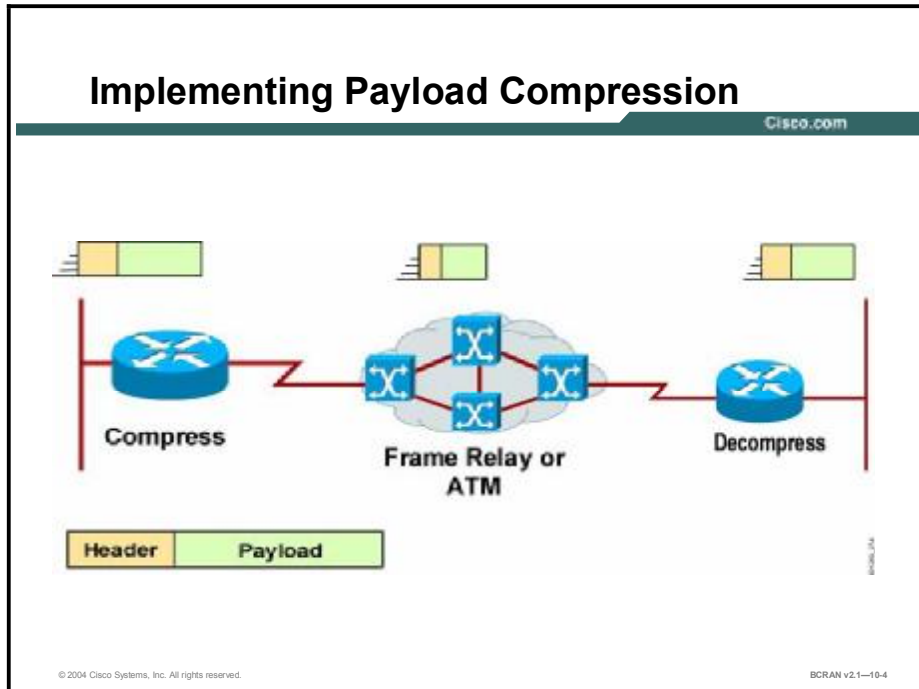 Implementing Payload Compression
Cisco.com
Compress
Frame Relay or
ATM
Decompress
Header Payload
© 2004 Cisco Systems, Inc. All rights reserved.
BCRAN v2.1—10-4